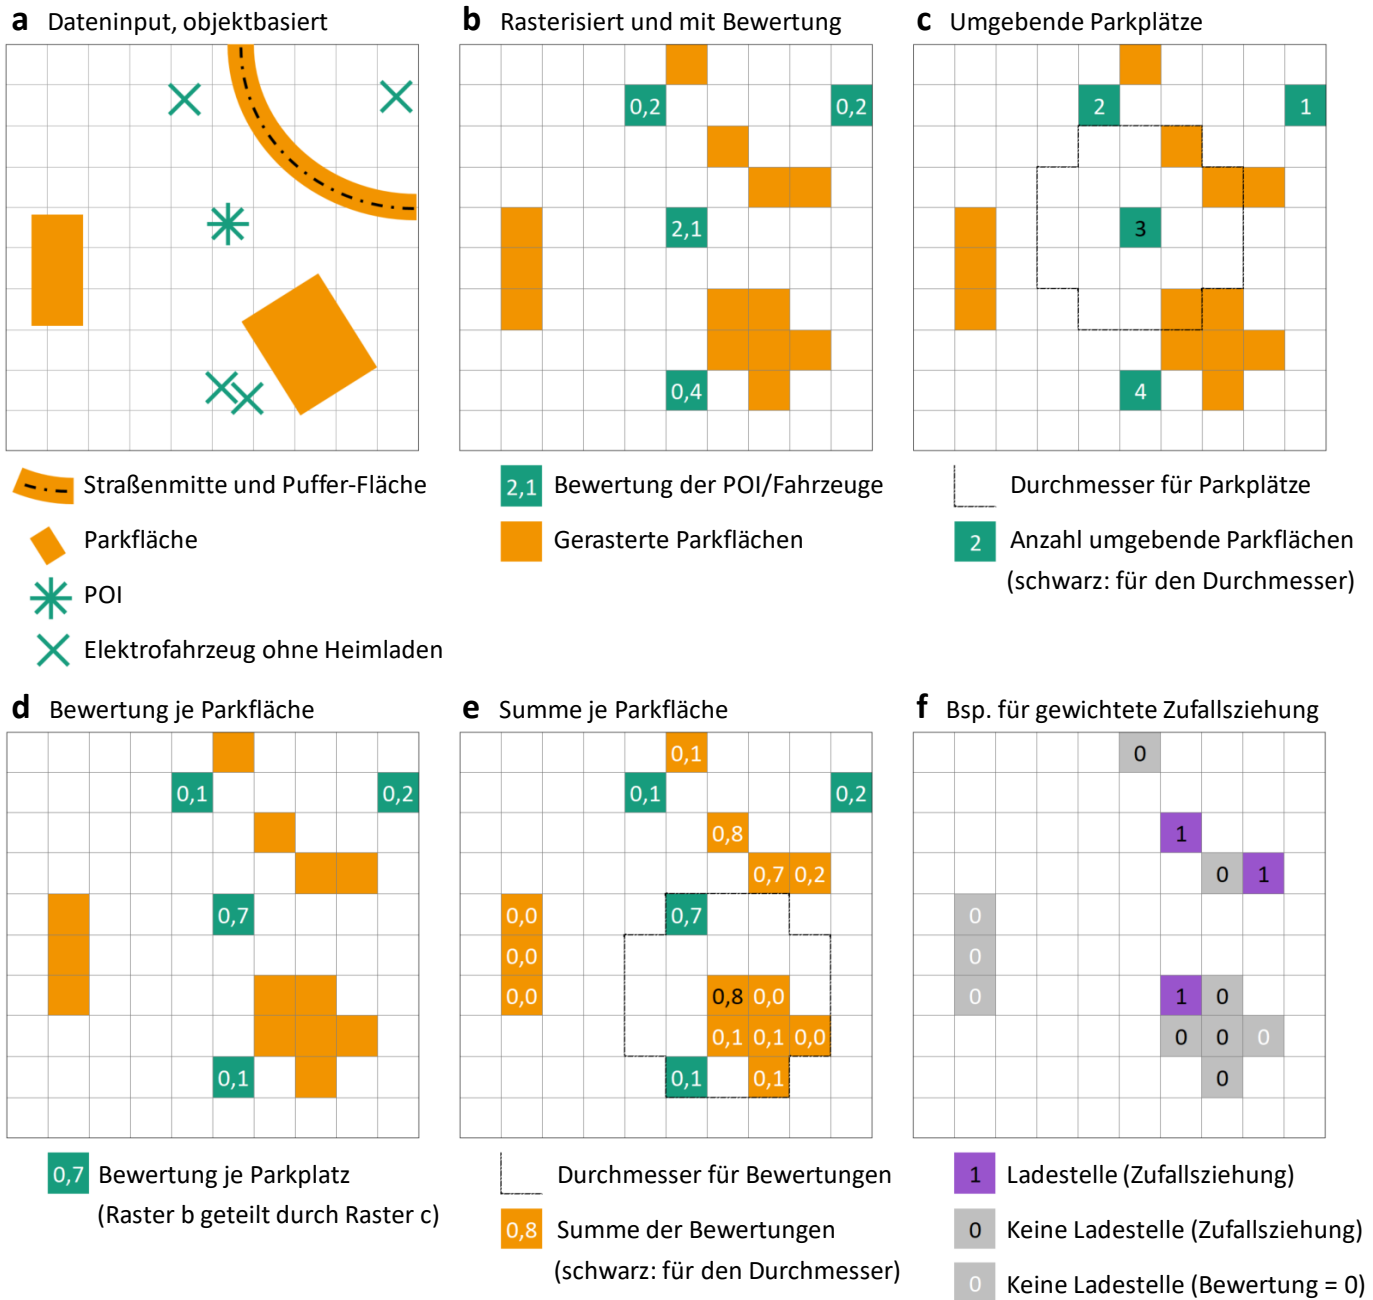 a Dateninput, objektbasiert
b Rasterisiert und mit Bewertung
c Umgebende Parkplätze
0,2 0,2
2,1
0,4
2 1
3
4
Straßenmitte und Puffer-Fläche
Parkfläche
POI
Elektrofahrzeug ohne Heimladen
2,1 Bewertung der POI/Fahrzeuge
Gerasterte Parkflächen
Durchmesser für Parkplätze
2 Anzahl umgebende Parkflächen
(schwarz: für den Durchmesser)
d Bewertung je Parkfläche
e Summe je Parkfläche
f Bsp. für gewichtete Zufallsziehung
0,1 0,2
0,7
0,1
0,1
0,1 0,2
0,8
0,7 0,2
0,0 0,7
0,0
0,0 0,8 0,0
0,1 0,1 0,0
0,1 0,1
0
1
0 1
0
0
0 1 0
0 0 0
0
0,7 Bewertung je Parkplatz
(Raster b geteilt durch Raster c)
Durchmesser für Bewertungen
0,8 Summe der Bewertungen
(schwarz: für den Durchmesser)
1 Ladestelle (Zufallsziehung)
0 Keine Ladestelle (Zufallsziehung)
0 Keine Ladestelle (Bewertung = 0)